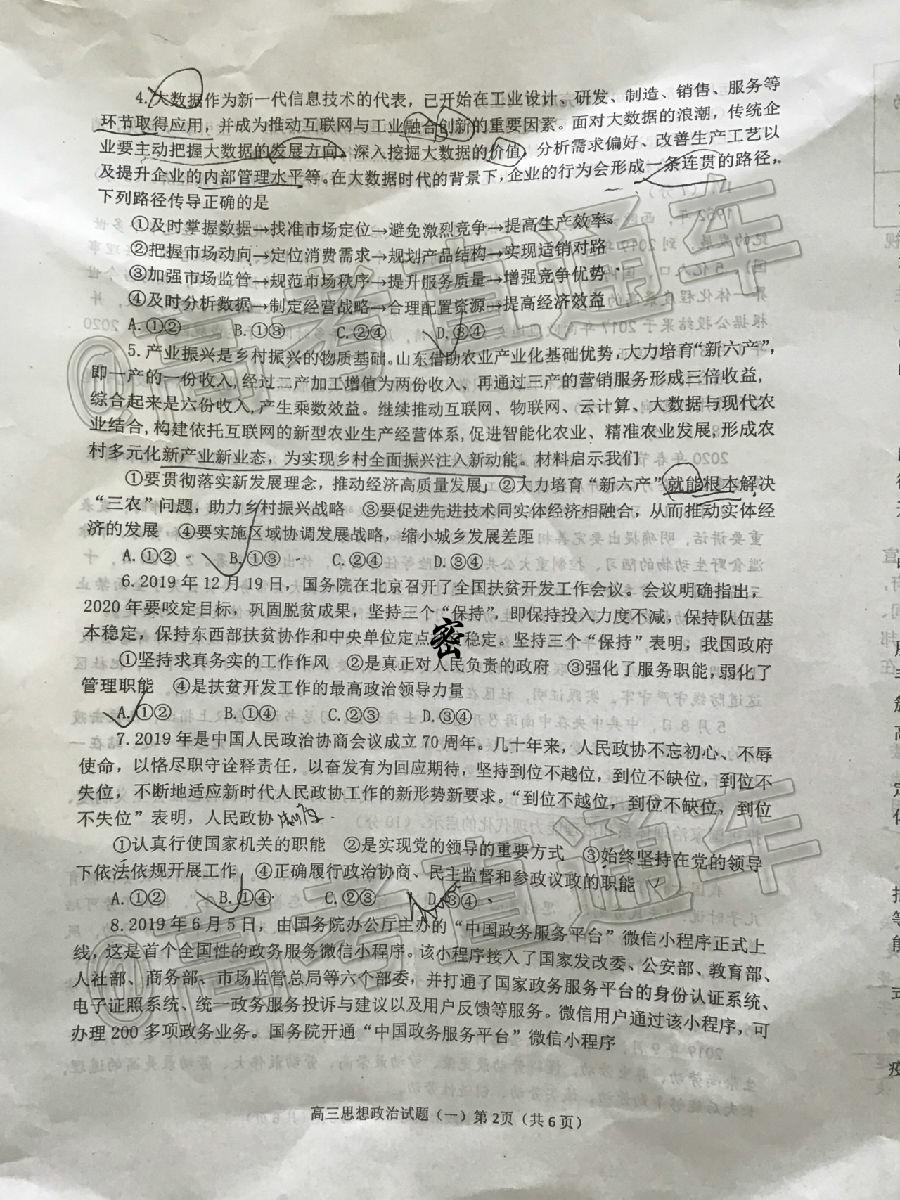 4.大数据作为新一代信息技术的代表，已开始在工业设计、研发、制造、销售、服务等
环节取得应用，并成为推动互联网与工业融合创新的重要因素。面对大数据的浪潮，传统企
业要主动把握大数据的发展方向、深入挖掘大数据的价值，分析需求偏好、改善生产工艺以
及提升企业的内部管理水平等。在大数据时代的背景下，企业的行为会形成一条连贯的路径，
下列路径传导正确的是
①及时掌握数据→找准市场定位→避免激烈竞争→提高生产效率
②把握市场动向→定位消费需求→规划产品结构→实现适销对路
③加强市场监管→规范市场秩序→提升服务质量→增强竞争优势
④及时分析数据→制定经营战略→合理配置资源→提高经济效益
A.①② B.①③ C.②④ D.③④
5.产业振兴是乡村振兴的物质基础。山东借助农业产业化基础优势，大力培育“新六产”，
即一产的一份收入，经过二产加工增值为两份收入，再通过三产的营销服务形成三倍收益，
综合起来是六份收入，产生乘数效益。继续推动互联网、物联网、云计算、大数据与现代农
业结合，构建依托互联网的新型农业生产经营体系，促进智能化农业、精准农业发展，形成农
村多元化新产业新业态，为实现乡村全面振兴注入新动能。材料启示我们
①要贯彻落实新发展理念，推动经济高质量发展 ②大力培育“新六产”就能根本解决
“三农”问题，助力乡村振兴战略 ③要促进先进技术同实体经济相融合，从而推动实体经
济的发展 ④要实施区域协调发展战略，缩小城乡发展差距
A.①② B.①③ C.②④ D.③④
6.2019年12月19日，国务院在北京召开了全国扶贫开发工作会议。会议明确指出，
2020年要咬定目标，巩固脱贫成果，坚持三个“保持”，即保持投入力度不减，保持队伍基
本稳定，保持东西部扶贫协作和中央单位定点 密 稳定。坚持三个“保持”表明，我国政府
①坚持求真务实的工作作风 ②是真正对人民负责的政府 ③强化了服务职能，弱化了
管理职能 ④是扶贫开发工作的最高政治领导力量
A.①② B.①④ C.②③ D.③④
7.2019年是中国人民政治协商会议成立70周年。几十年来，人民政协不忘初心、不辱
使命，以恪尽职守诠释责任，以奋发有为回应期待，坚持到位不越位，到位不缺位，到位不
失位，不断地适应新时代人民政协工作的新形势新要求。“到位不越位，到位不缺位，到位
不失位”表明，人民政协
①认真行使国家机关的职能 ②是实现党的领导的重要方式 ③始终坚持在党的领导
下依法依规开展工作 ④正确履行政治协商、民主监督和参政议政的职能
A.①② B.①④ C.②③ D.③④
8.2019年6月5日，由国务院办公厅主办的“中国政务服务平台”微信小程序正式上
线，这是首个全国性的政务服务微信小程序。该小程序接入了国家发改委、公安部、教育部、
人社部、商务部、市场监管总局等六个部委，并打通了国家政务服务平台的身份认证系统、
电子证照系统、统一政务服务投诉与建议以及用户反馈等服务。微信用户通过该小程序，可
办理200多项政务业务。国务院开通“中国政务服务平台”微信小程序
高三思想政治试题（一）第2页（共6页）
@高考直通车
@高考直通车